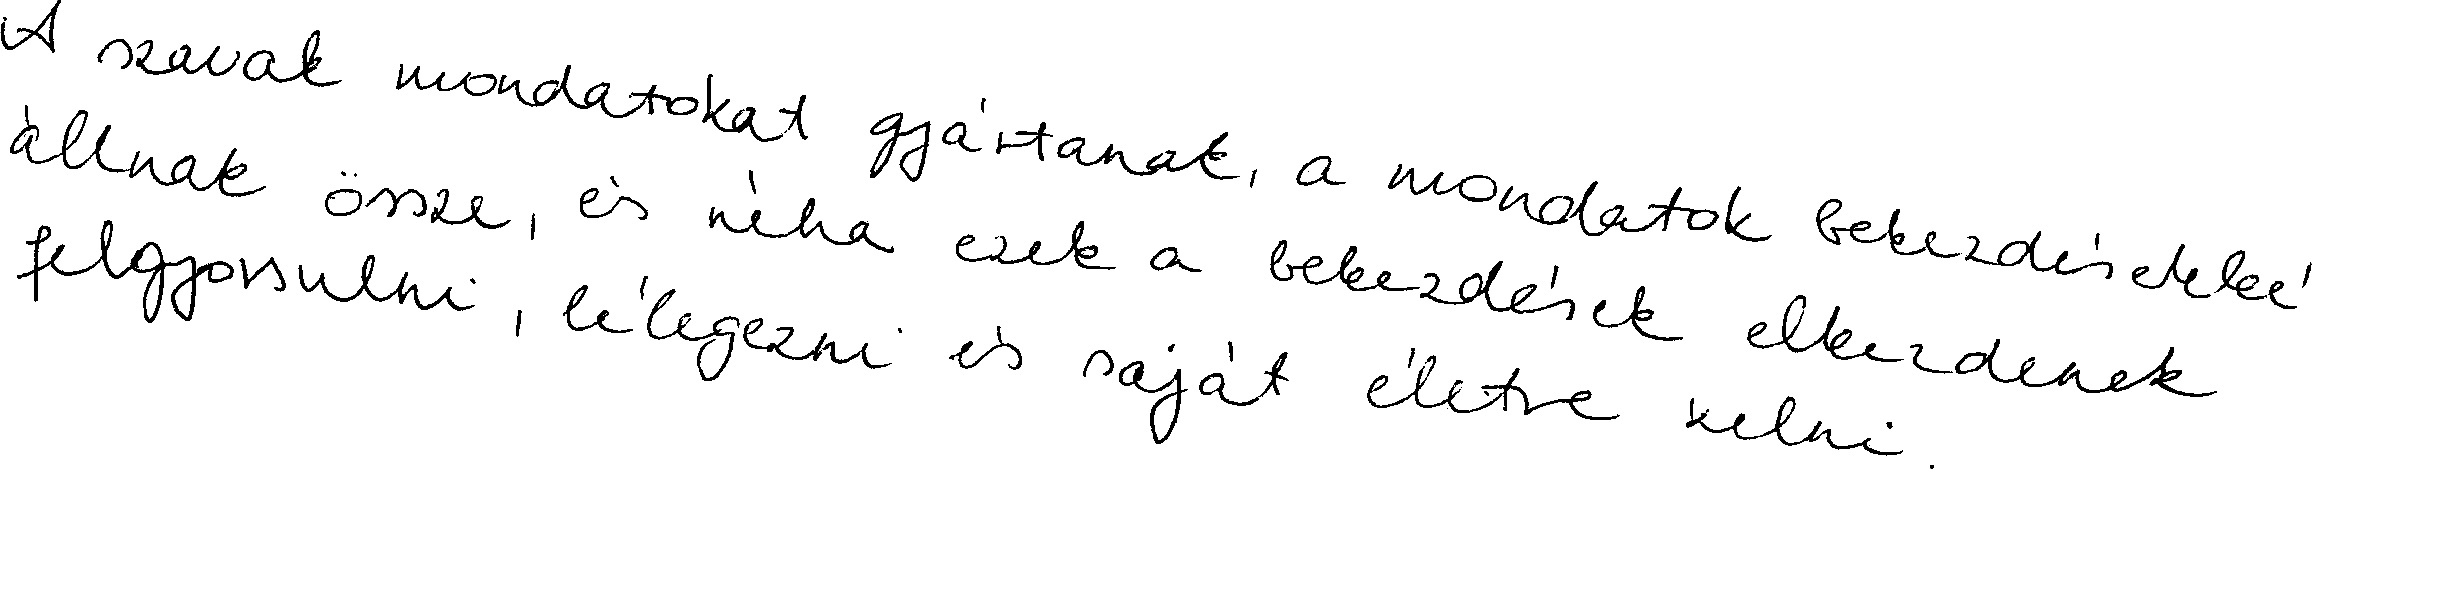 A szavak mondatokat gyártanak, a mondatok bekezdésekké
állnak össze, és néha ezek a bekezdések elkezdenek
felgyorsulni, lélegezni és saját életre kelni.